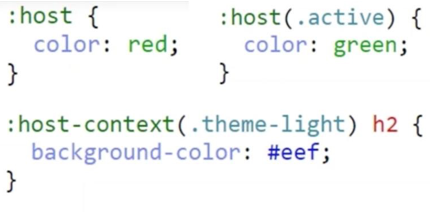 :host {
  color: red;
}
:host(.active) {
  color: green;
}
:host-context(.theme-light) h2 {
  background-color: #eef;
}